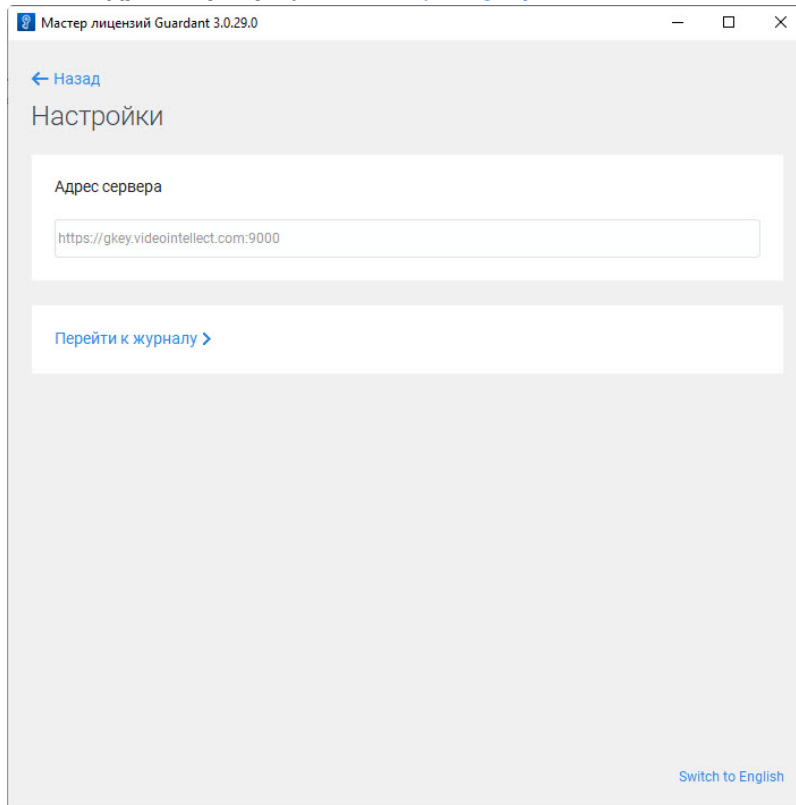 Мастер лицензий Guardant 3.0.29.0
Назад
Настройки
Адрес сервера
https://gkey.videointellect.com:9000
Перейти к журналу
Switch to English